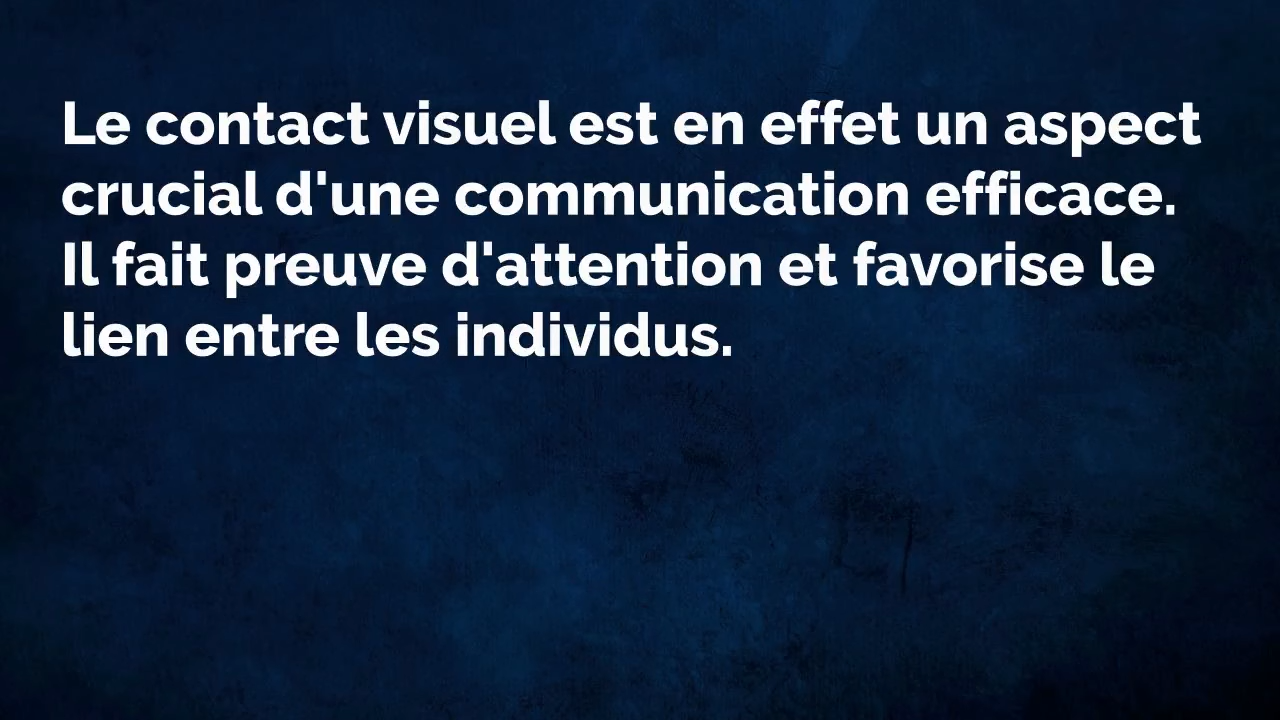 Le contact visuel est en effet un aspect
crucial d'une communication efficace.
Il fait preuve d'attention et favorise le
lien entre les individus.